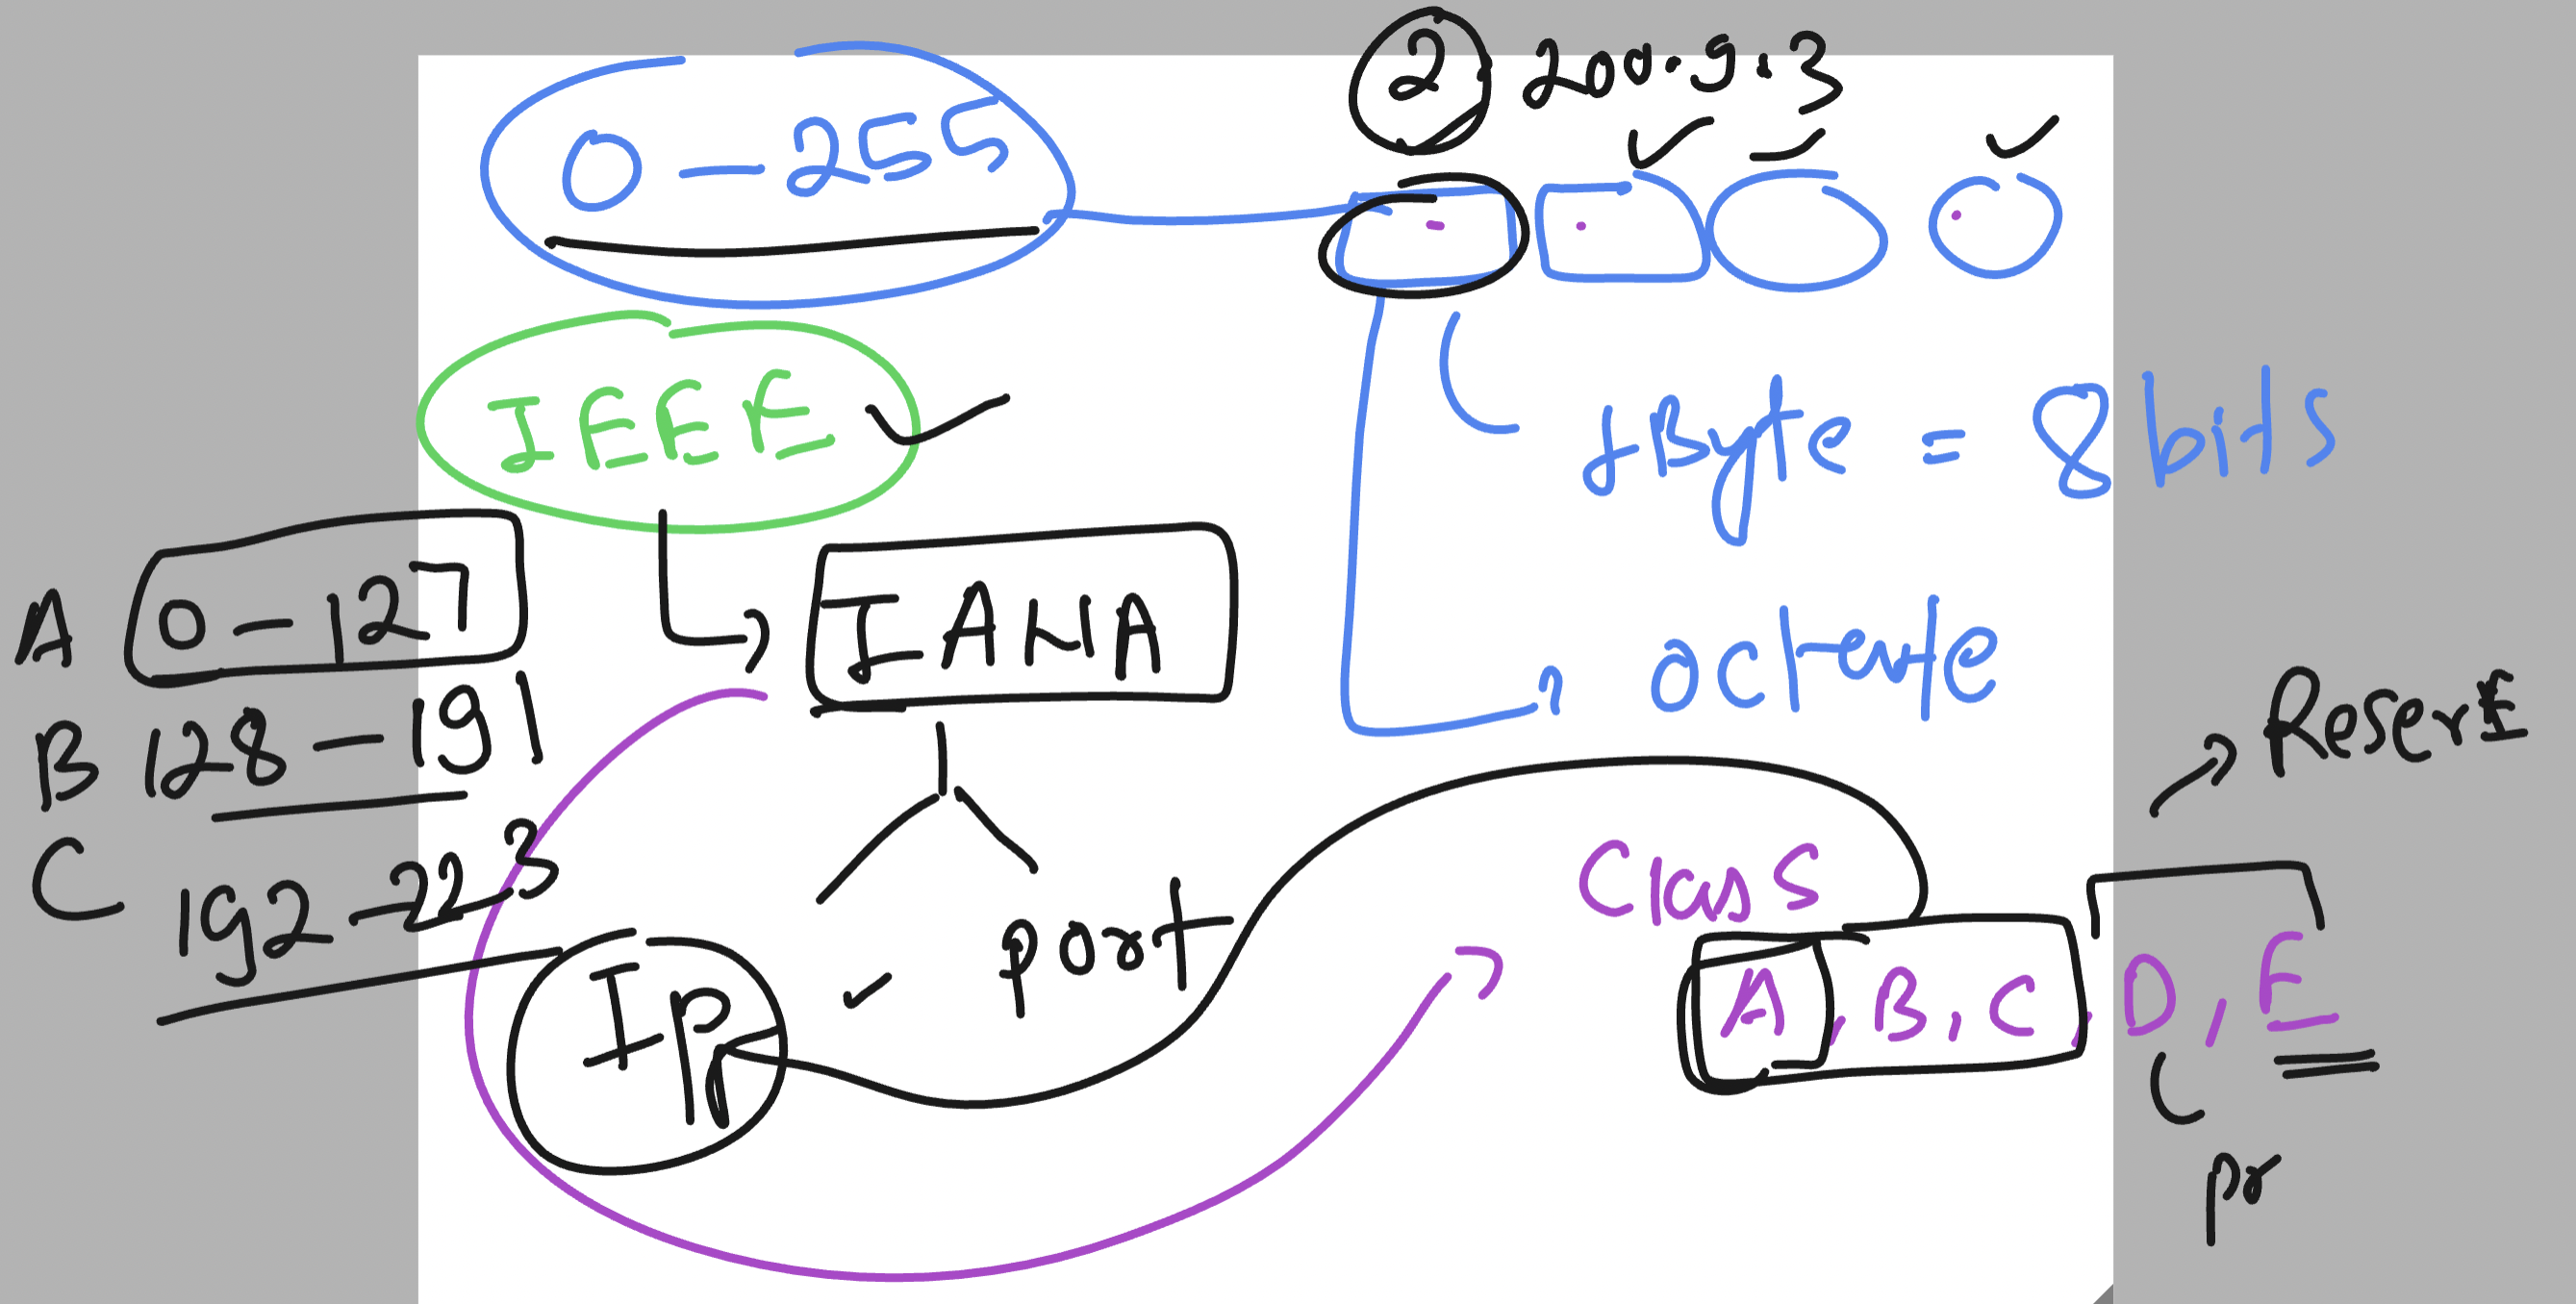 ② 200.9.3
0-255
IEEE
1Byte = 8 bits
A 0-127
IANA
octete
B 128-191
C 192-223
port
Class
IP
A, B, C, D, E
pr